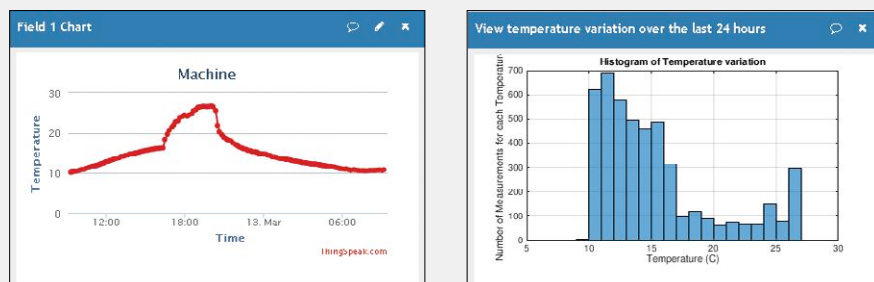 Field 1 Chart
Machine
30
20
10
0
Temperature
12:00
18:00
13. Mar
06:00
Time
ThingSpeak.com
View temperature variation over the last 24 hours
Histogram of Temperature variation
Number of Measurements for each Temperature
700
600
500
400
300
200
100
0
5
10
15
20
25
30
Temperature (C)